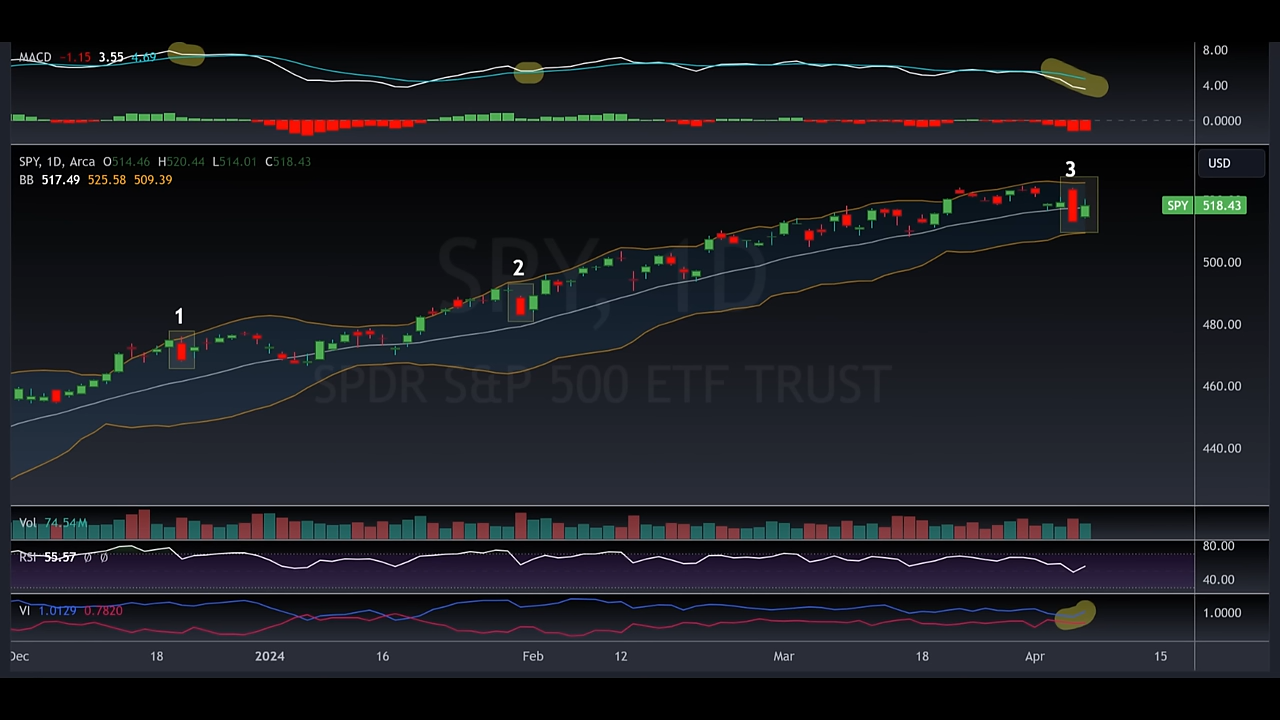 MACD −1.15 3.55 4.69
8.00
4.00
0.0000
SPY, 1D, Arca O514.46 H520.44 L514.01 C518.43
BB 517.49 525.58 509.39
USD
3
SPY 518.43
2
SPY, 1D
500.00
1
480.00
SPDR S&P 500 ETF TRUST
460.00
440.00
Vol 74.54M
RSI 55.57 Ø Ø
80.00
40.00
VI 1.0129 0.7820
1.0000
Dec 18 2024 16 Feb 12 Mar 18 Apr 15